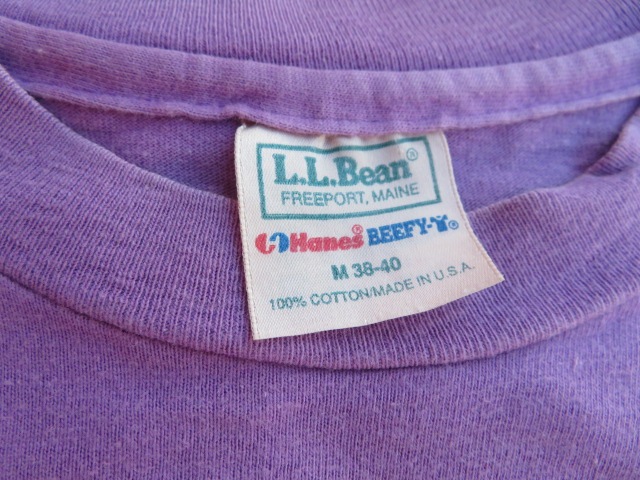 L.L.Bean®
FREEPORT, MAINE
Hanes® BEEFY-T®
M 38-40
100% COTTON/MADE IN U.S.A.